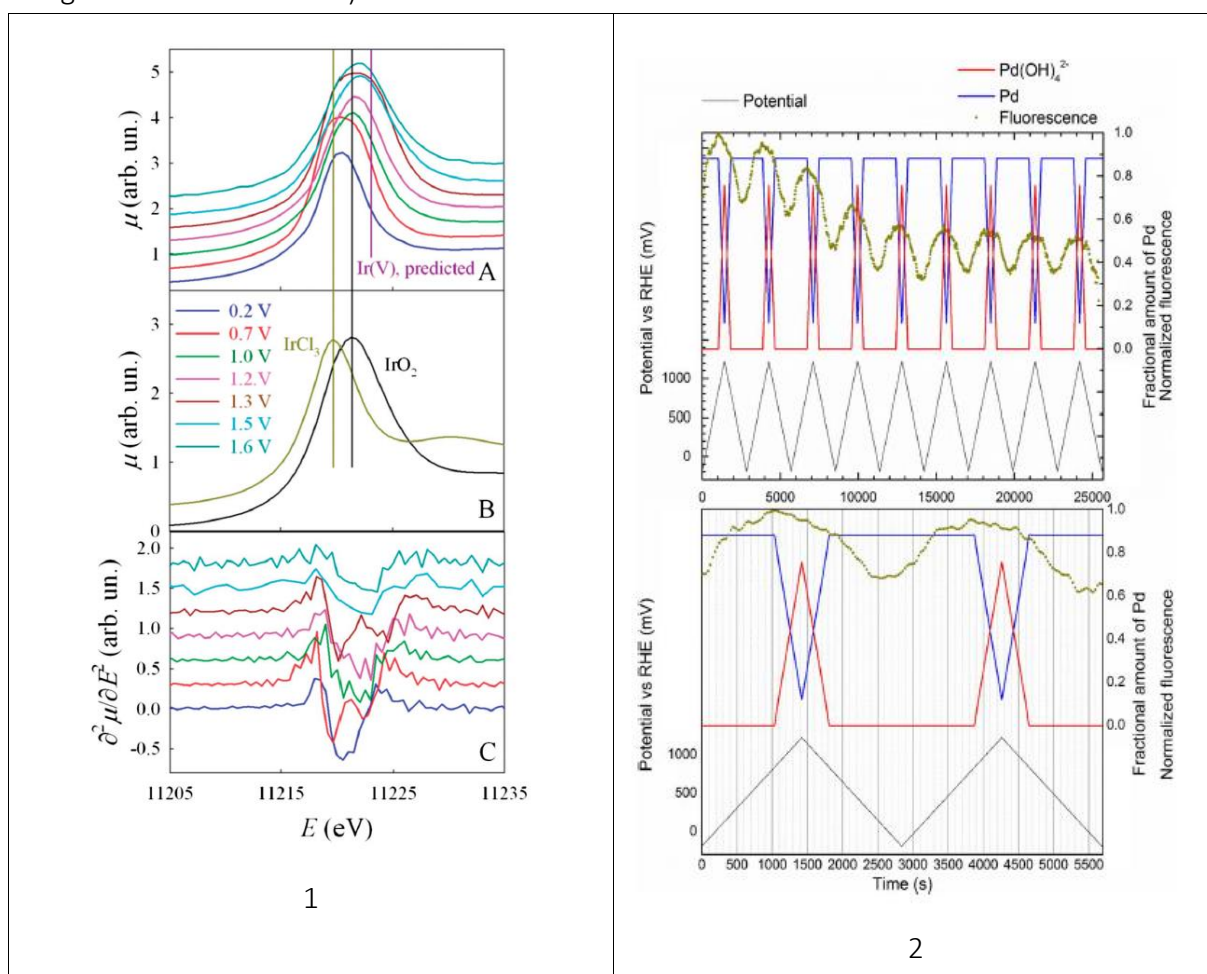 5
4
3
2
1
μ (arb. un.)
Ir(V), predicted
A
3
2
1
0
μ (arb. un.)
0.2 V
0.7 V
1.0 V
1.2. V
1.3 V
1.5 V
1.6 V
IrCl3
IrO2
B
2.0
1.5
1.0
0.5
0.0
-0.5
∂²μ/∂E² (arb. un.)
C
11205 11215 11225 11235
E (eV)
1
Potential
Pd(OH)4²⁻
Pd
Fluorescence
1.0
0.8
0.6
0.4
0.2
0.0
1000
500
0
Potential vs RHE (mV)
Fractional amount of Pd
Normalized fluorescence
0 5000 10000 15000 20000 25000
1.0
0.8
0.6
0.4
0.2
0.0
1000
500
0
Potential vs RHE (mV)
Fractional amount of Pd
Normalized fluorescence
0 500 1000 1500 2000 2500 3000 3500 4000 4500 5000 5500
Time (s)
2